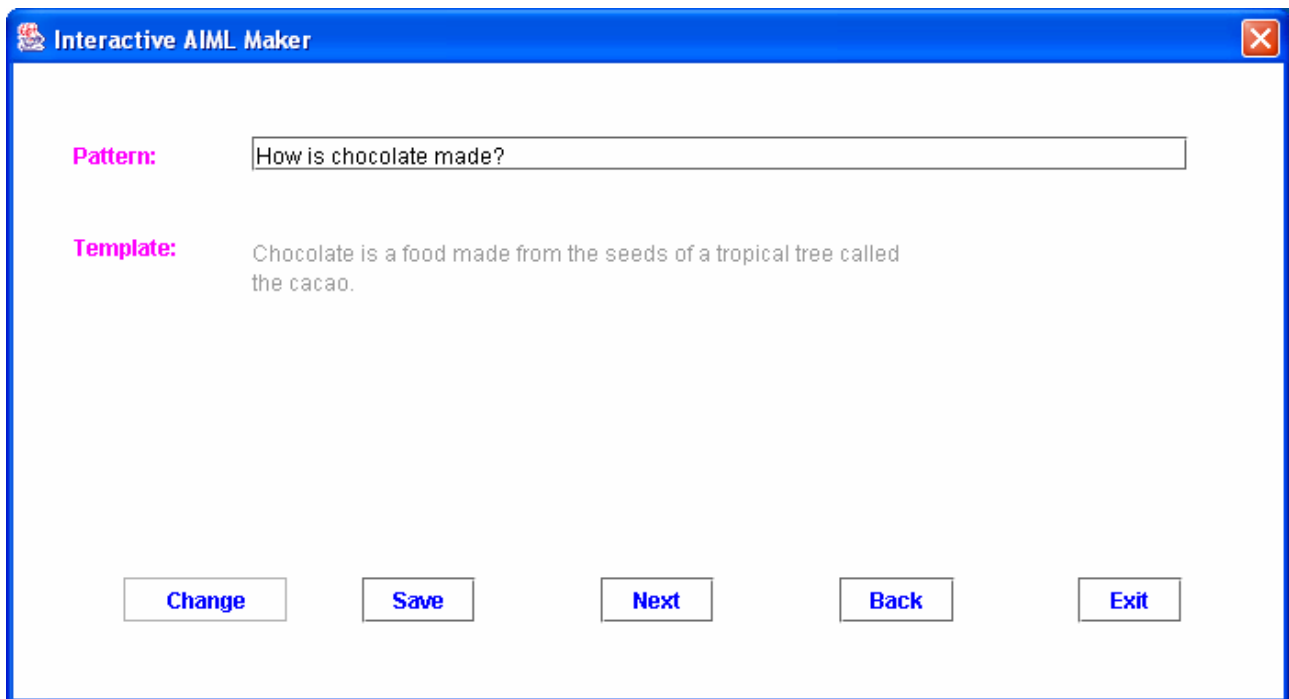 Interactive AIML Maker
Pattern: How is chocolate made?
Template: Chocolate is a food made from the seeds of a tropical tree called
the cacao.
Change Save Next Back Exit